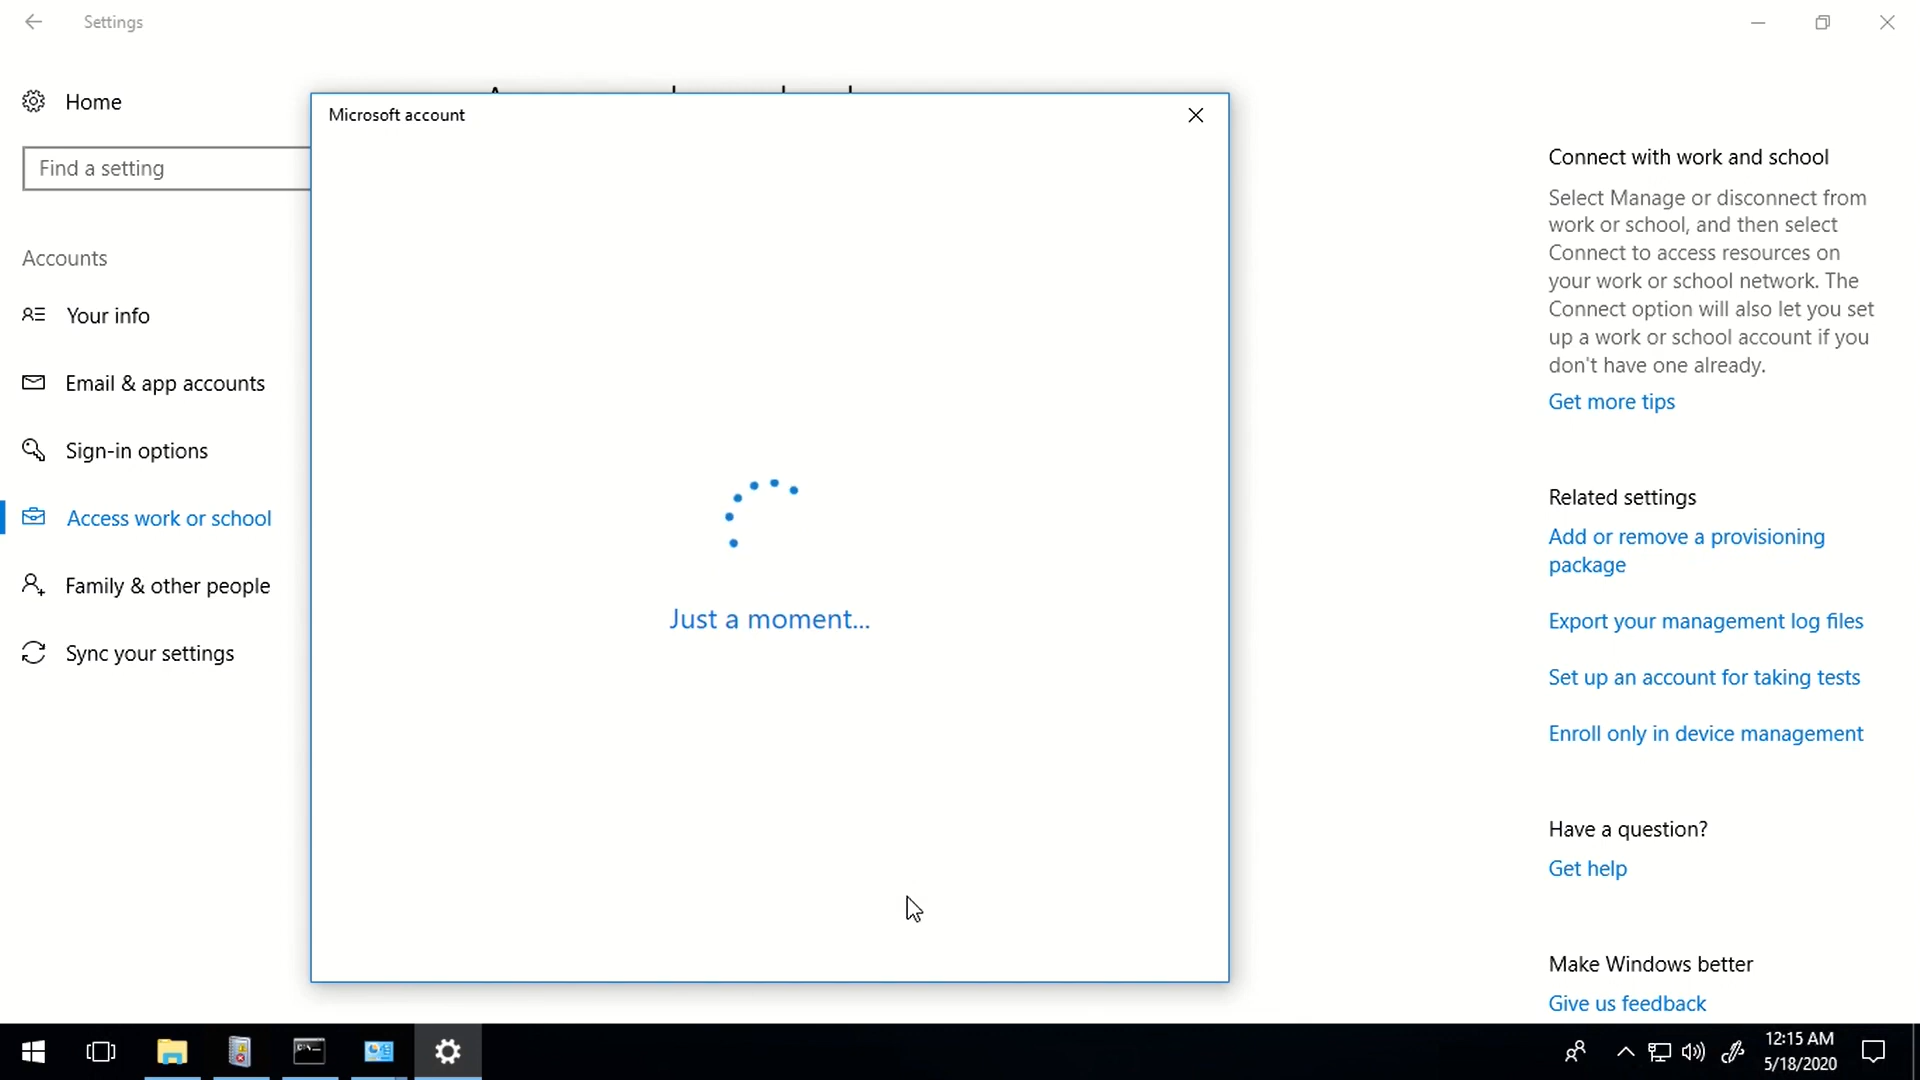 Settings
Home
Find a setting
Accounts
Your info
Email & app accounts
Sign-in options
Access work or school
Family & other people
Sync your settings
Microsoft account
Just a moment...
Connect with work and school
Select Manage or disconnect from
work or school, and then select
Connect to access resources on
your work or school network. The
Connect option will also let you set
up a work or school account if you
don't have one already.
Get more tips
Related settings
Add or remove a provisioning
package
Export your management log files
Set up an account for taking tests
Enroll only in device management
Have a question?
Get help
Make Windows better
Give us feedback
12:15 AM
5/18/2020